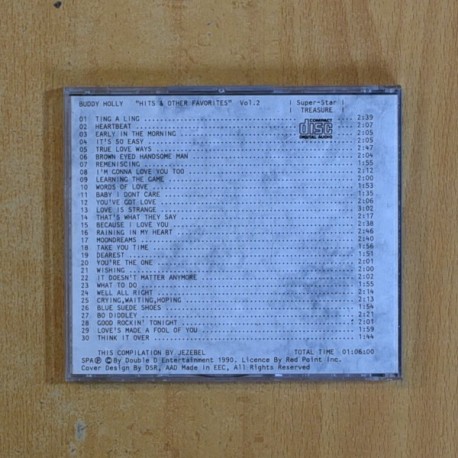 BUDDY HOLLY "HITS & OTHER FAVORITES" Vol.2 | Super-Star |
| TREASURE |
COMPACT
disc
DIGITAL AUDIO
01 TING A LING 2:39
02 HEARTBEAT 2:07
03 EARLY IN THE MORNING 2:05
04 IT'S SO EASY 2:05
05 TRUE LOVE WAYS 2:47
06 BROWN EYED HANDSOME MAN 2:04
07 REMENISCING 1:55
08 I'M GONNA LOVE YOU TOO 2:12
09 LEARNING THE GAME 2:00
10 WORDS OF LOVE 1:53
11 BABY I DONT CARE 1:35
12 YOU'VE GOT LOVE 2:06
13 LOVE IS STRANGE 3:02
14 THAT'S WHAT THEY SAY 2:17
15 BECAUSE I LOVE YOU 2:38
16 RAINING IN MY HEART 2:46
17 MOONDREAMS 2:40
18 TAKE YOU TIME 1:56
19 DEAREST 1:51
20 YOU'RE THE ONE 2:01
21 WISHING 2:00
22 IT DOESN'T MATTER ANYMORE 2:02
23 WHAT TO DO 1:54
24 WELL ALL RIGHT 2:14
25 CRYING,WAITING,HOPING 2:13
26 BLUE SUEDE SHOES 1:54
27 BO DIDDLEY 2:21
28 GOOD ROCKIN' TONIGHT 2:01
29 LOVE'S MADE A FOOL OF YOU 1:59
30 THINK IT OVER 1:44
THIS COMPILATION BY JEZEBEL TOTAL TIME 01:06:00
SPA Ⓟ © By Double D Entertainment 1990. Licence By Red Point Inc.
Cover Design By DSR, AAD Made in EEC, All Rights Reserved